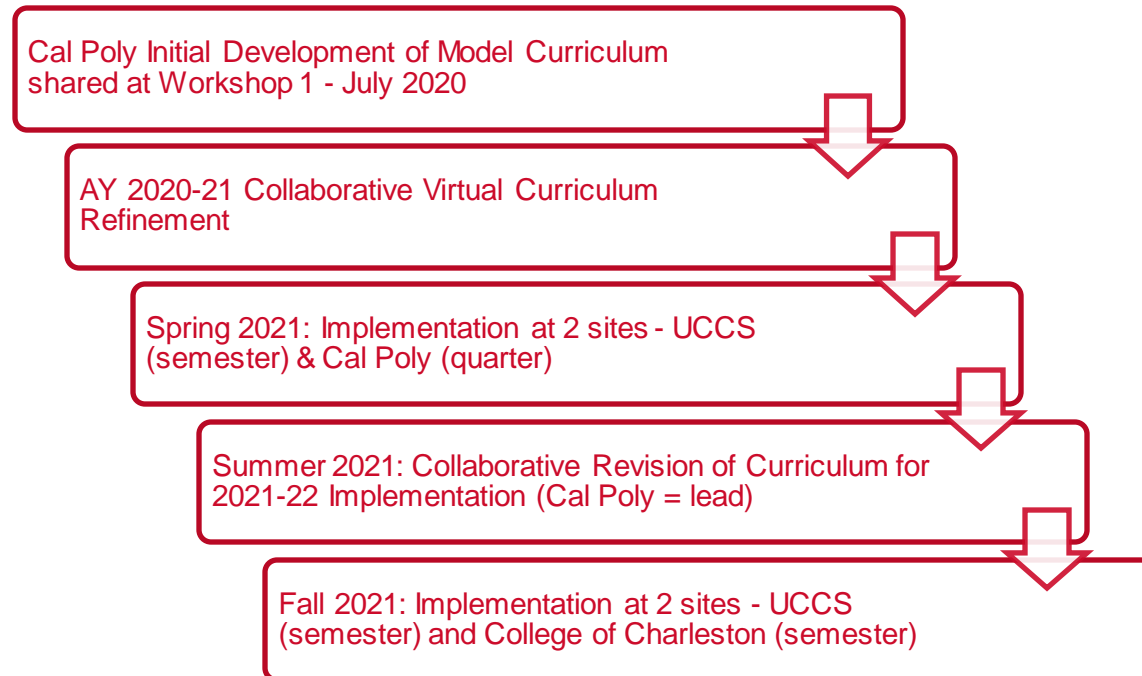 Cal Poly Initial Development of Model Curriculum
shared at Workshop 1 - July 2020
AY 2020-21 Collaborative Virtual Curriculum
Refinement
Spring 2021: Implementation at 2 sites - UCCS
(semester) & Cal Poly (quarter)
Summer 2021: Collaborative Revision of Curriculum for
2021-22 Implementation (Cal Poly = lead)
Fall 2021: Implementation at 2 sites - UCCS
(semester) and College of Charleston (semester)